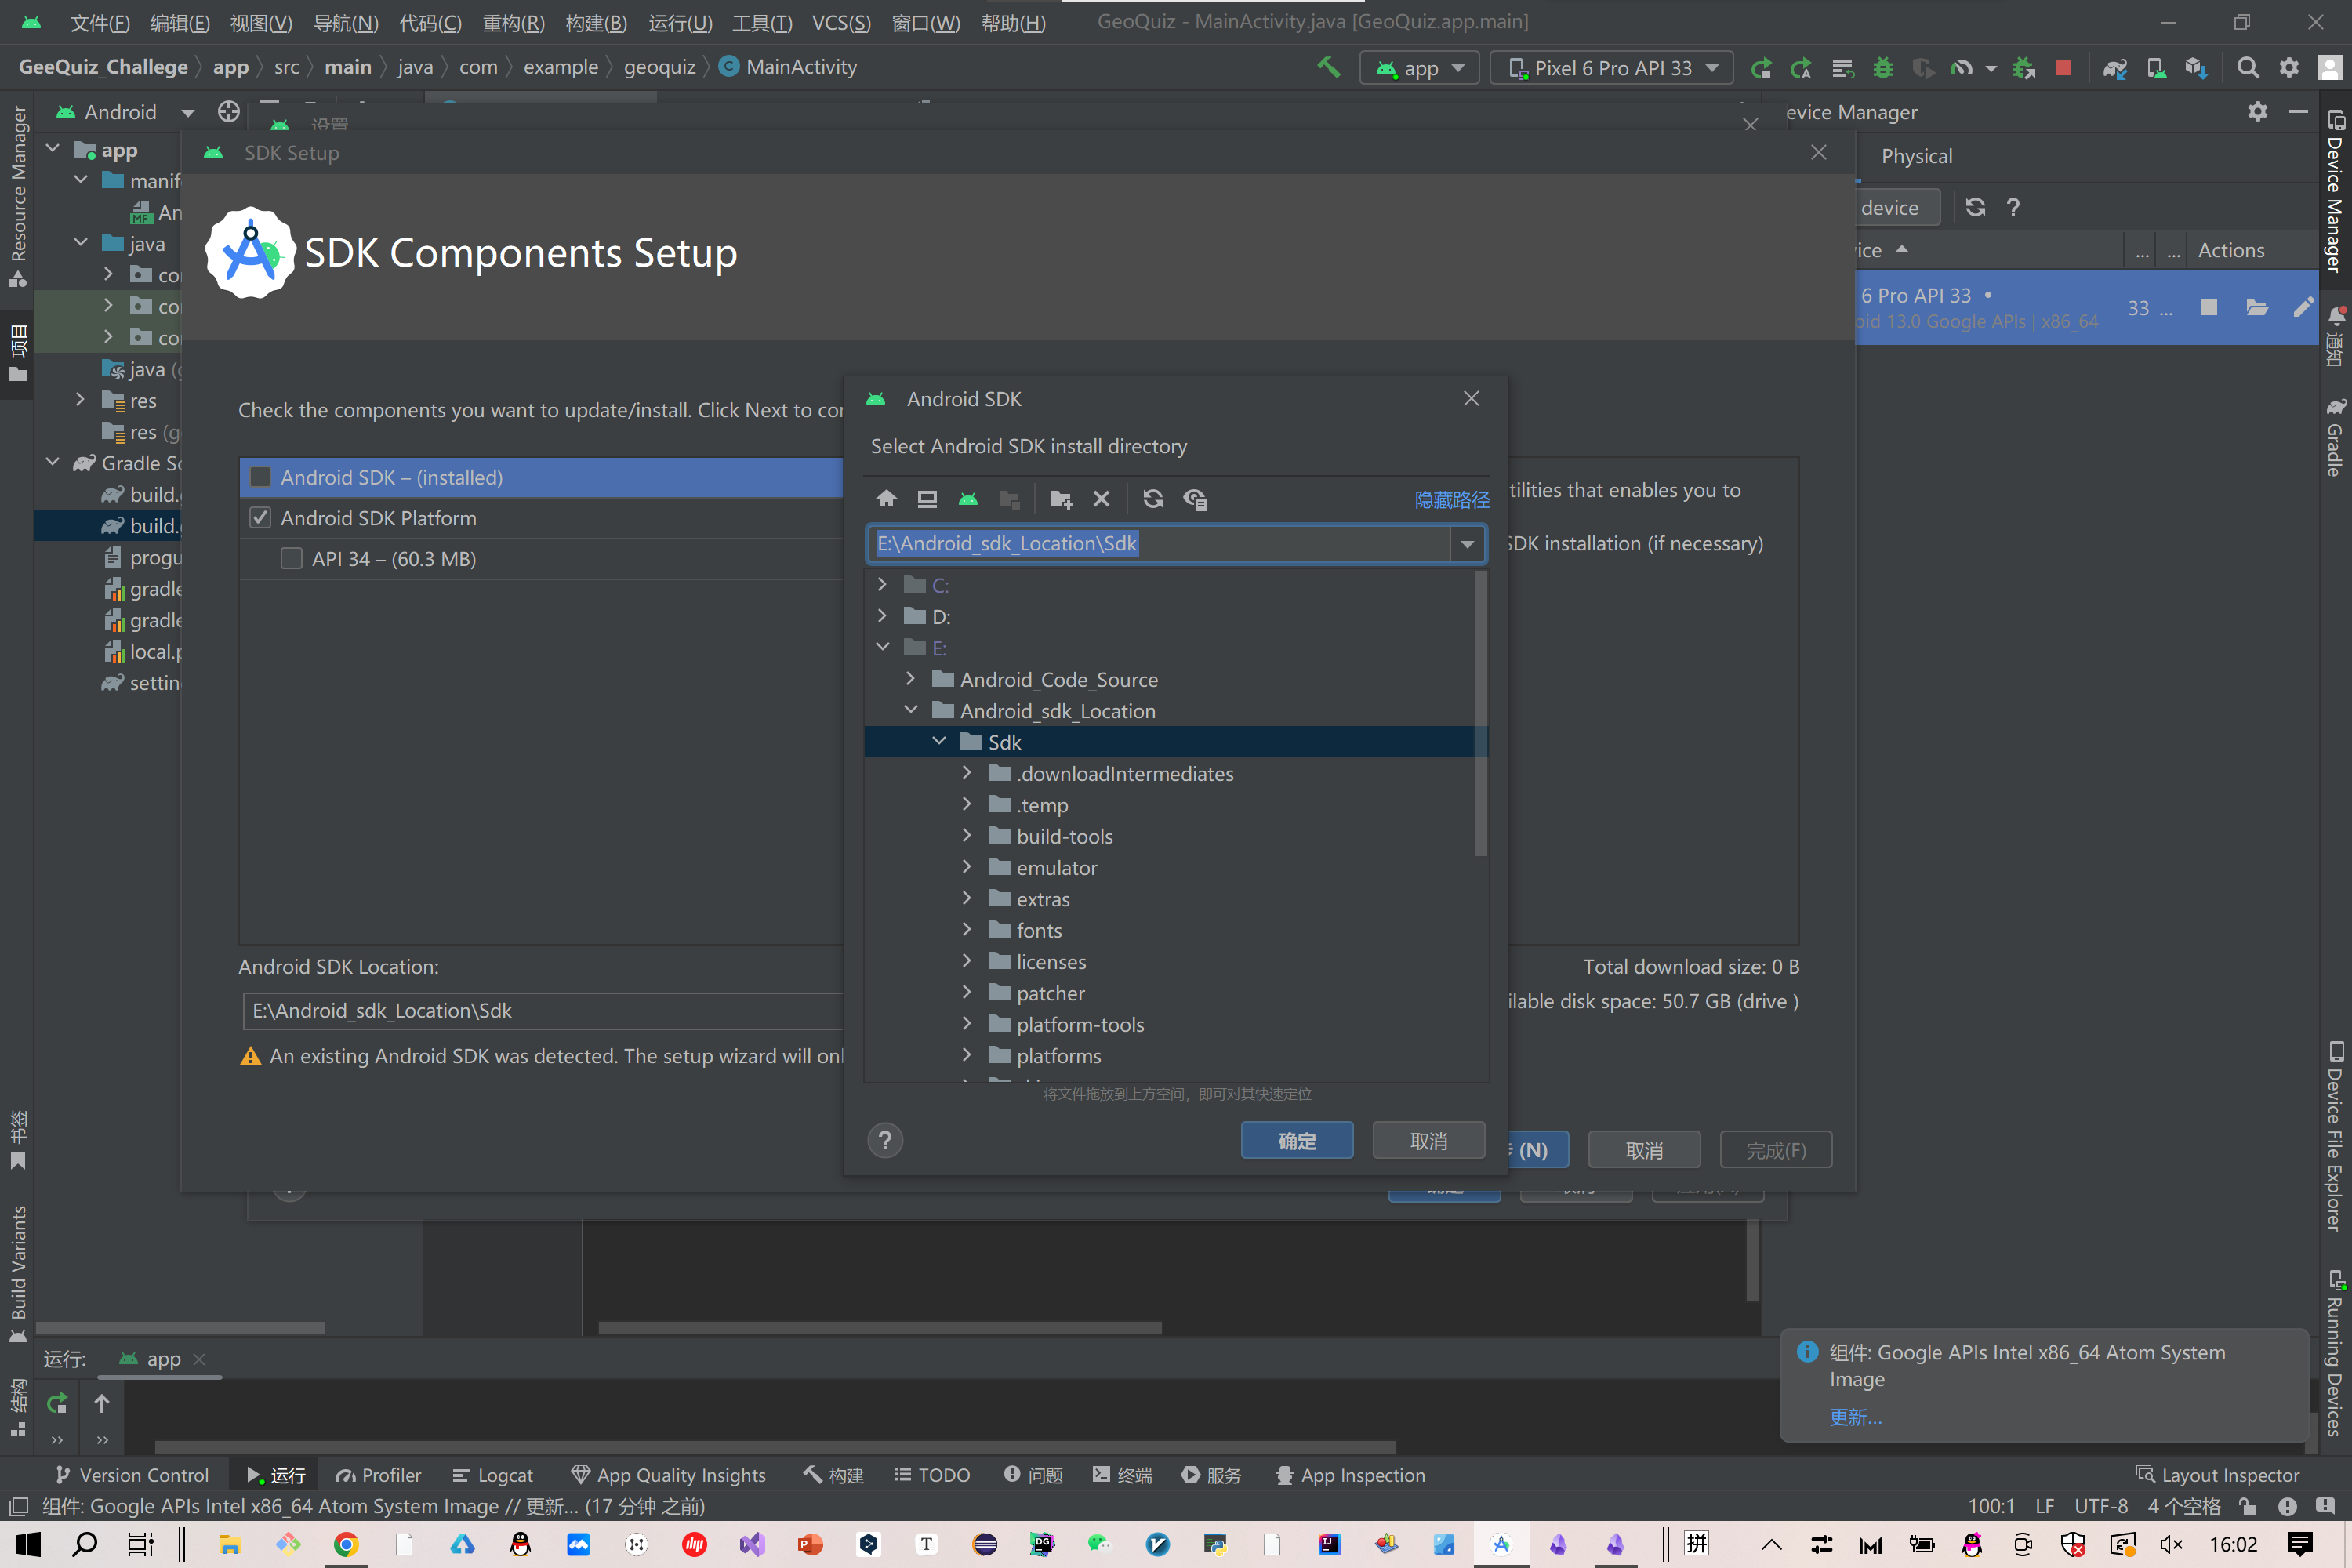 文件(F) 编辑(E) 视图(V) 导航(N) 代码(C) 重构(R) 构建(B) 运行(U) 工具(T) VCS(S) 窗口(W) 帮助(H) GeoQuiz - MainActivity.java [GeoQuiz.app.main]
GeeQuiz_Challege app src main java com example geoquiz MainActivity app Pixel 6 Pro API 33
Android
设置
evice Manager
SDK Setup
Physical
SDK Components Setup
device
ice ... ... Actions
6 Pro API 33 •
oid 13.0 Google APIs | x86_64
33 ...
app
manif
An
java
co
co
co
java (g
res
res (g
Gradle Sc
build.
build.
progu
gradle
gradle
local.p
settin
Check the components you want to update/install. Click Next to cor
Android SDK – (installed)
Android SDK Platform
API 34 – (60.3 MB)
tilities that enables you to
SDK installation (if necessary)
Android SDK
Select Android SDK install directory
隐藏路径
E:\Android_sdk_Location\Sdk
C:
D:
E:
Android_Code_Source
Android_sdk_Location
Sdk
.downloadIntermediates
.temp
build-tools
emulator
extras
fonts
licenses
patcher
platform-tools
platforms
将文件拖放到上方空间，即可对其快速定位
? 确定 取消
Android SDK Location:
E:\Android_sdk_Location\Sdk
An existing Android SDK was detected. The setup wizard will onl
Total download size: 0 B
ilable disk space: 50.7 GB (drive )
(N) 取消 完成(F)
Resource Manager
项目
书签
Build Variants
结构
Device Manager
通知
Gradle
Device File Explorer
Running Devices
运行: app
组件: Google APIs Intel x86_64 Atom System
Image
更新...
Version Control 运行 Profiler Logcat App Quality Insights 构建 TODO 问题 终端 服务 App Inspection Layout Inspector
组件: Google APIs Intel x86_64 Atom System Image // 更新... (17 分钟 之前) 100:1 LF UTF-8 4 个空格
拼 16:02